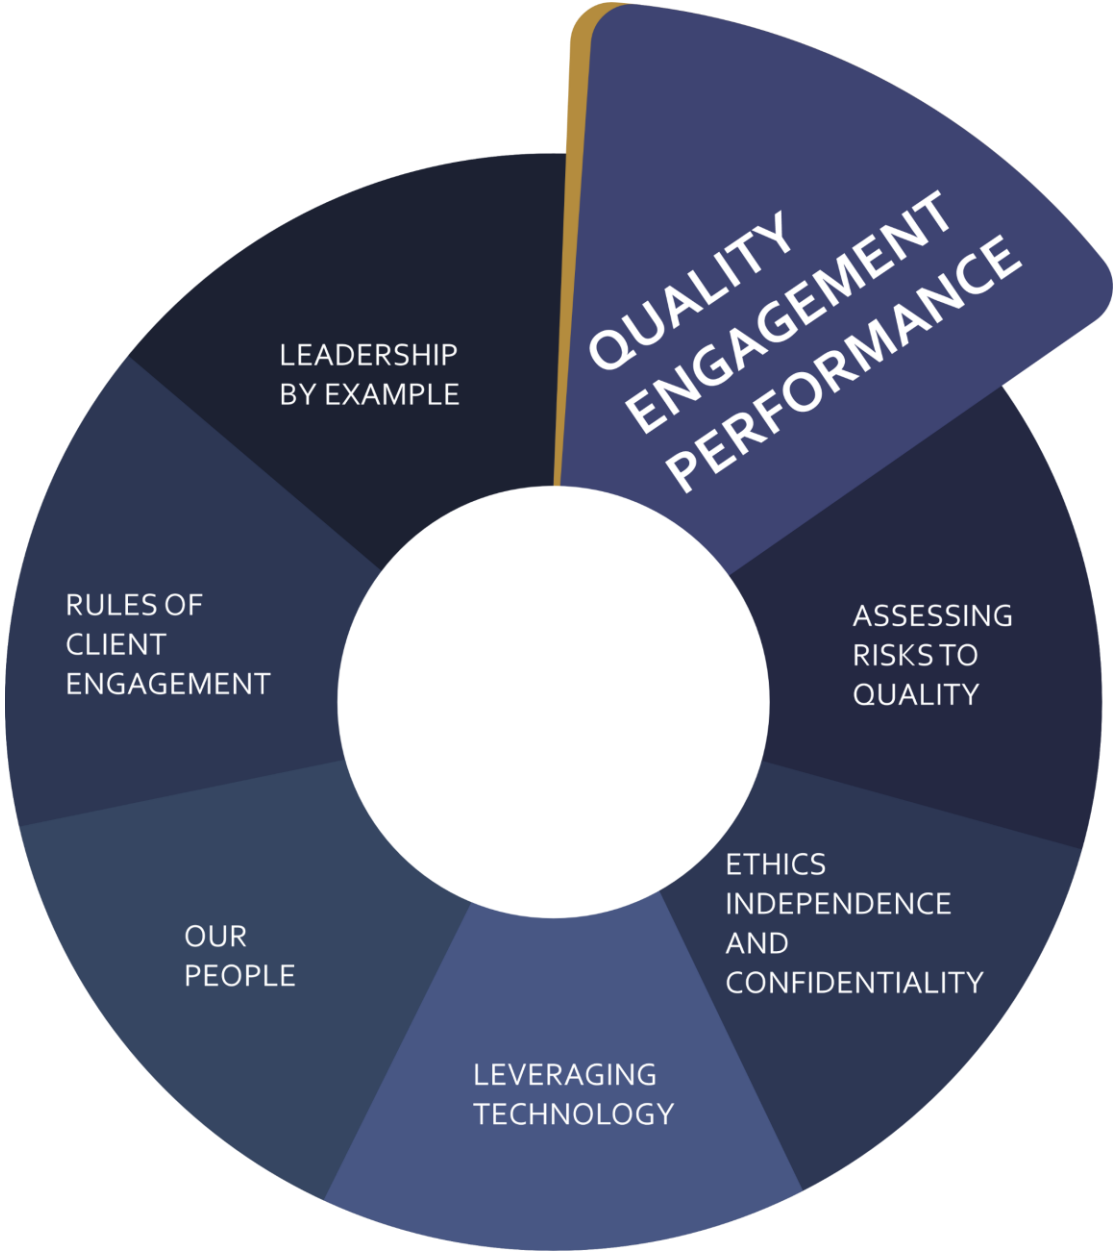 QUALITY
ENGAGEMENT
PERFORMANCE
LEADERSHIP
BY EXAMPLE
RULES OF
CLIENT
ENGAGEMENT
ASSESSING
RISKS TO
QUALITY
ETHICS
INDEPENDENCE
AND
CONFIDENTIALITY
OUR
PEOPLE
LEVERAGING
TECHNOLOGY